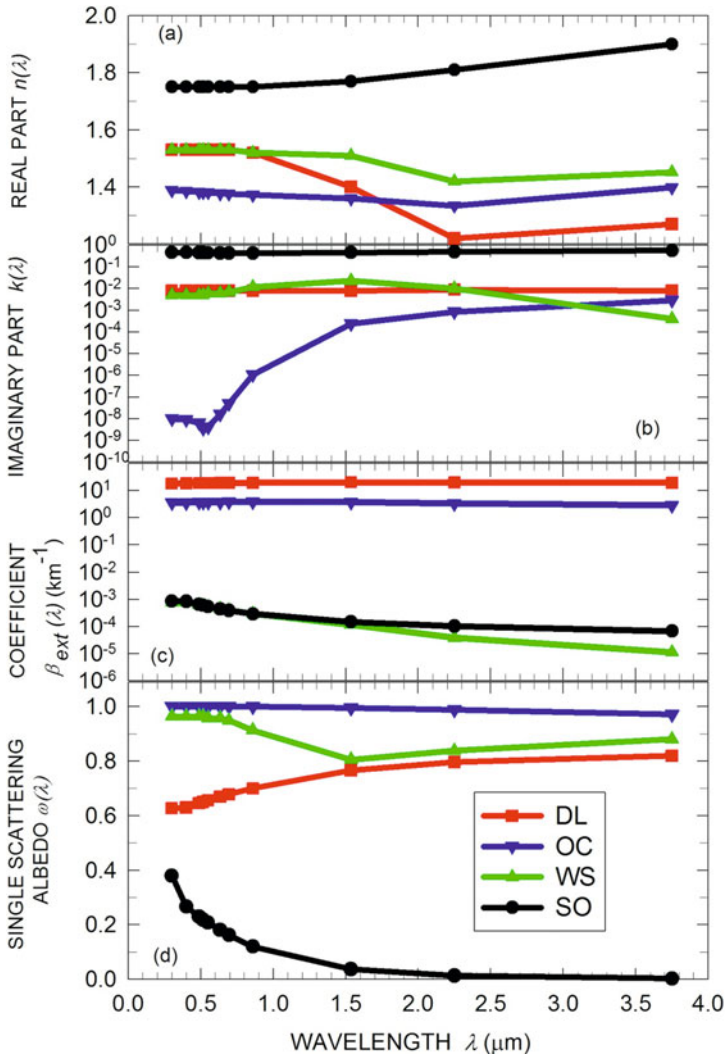 (a)
REAL PART n(λ)
2.0
1.8
1.6
1.4
10⁰
(b)
IMAGINARY PART k(λ)
10⁻¹
10⁻²
10⁻³
10⁻⁴
10⁻⁵
10⁻⁶
10⁻⁷
10⁻⁸
10⁻⁹
10⁻¹⁰
(c)
COEFFICIENT
β ext (λ) (km⁻¹)
10¹
10⁰
10⁻¹
10⁻²
10⁻³
10⁻⁴
10⁻⁵
10⁻⁶
(d)
SINGLE SCATTERING
ALBEDO ω(λ)
1.0
0.8
0.6
0.4
0.2
0.0
DL
OC
WS
SO
0.0 0.5 1.0 1.5 2.0 2.5 3.0 3.5 4.0
WAVELENGTH λ (μm)